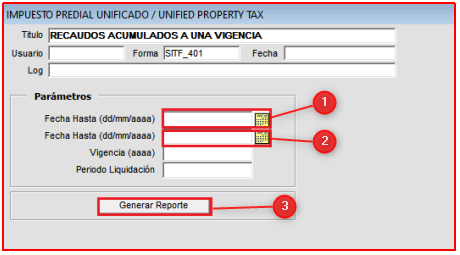 IMPUESTO PREDIAL UNIFICADO / UNIFIED PROPERTY TAX
Titulo RECAUDOS ACUMULADOS A UNA VIGENCIA
Usuario Forma SITF_401 Fecha
Log
Parámetros
Fecha Hasta (dd/mm/aaaa) 1
Fecha Hasta (dd/mm/aaaa) 2
Vigencia (aaaa)
Periodo Liquidación
Generar Reporte 3